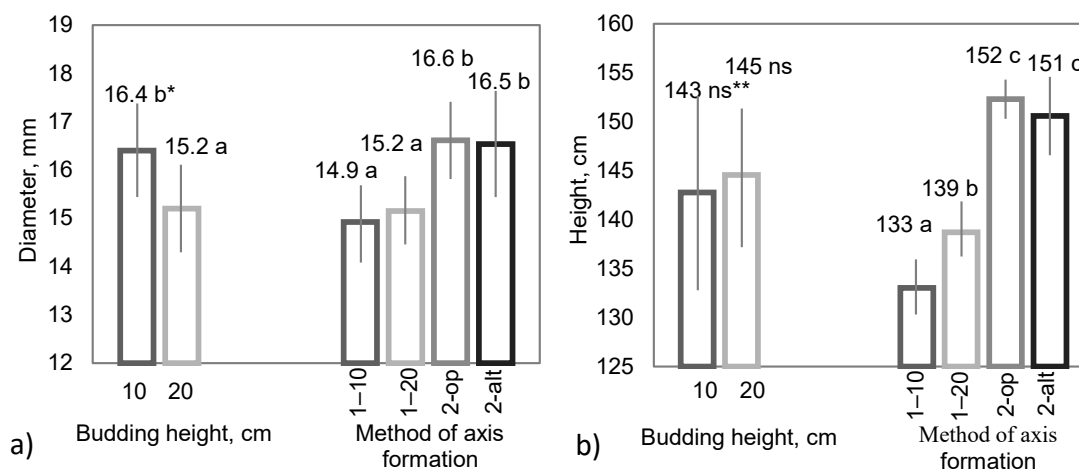 19
18
17
16
15
14
13
12
Diameter, mm
16.4 b*
15.2 a
14.9 a
15.2 a
16.6 b
16.5 b
10
20
1–10
1–20
2-op
2-alt
Budding height, cm
Method of axis
formation
a)
160
155
150
145
140
135
130
125
Height, cm
143 ns**
145 ns
133 a
139 b
152 c
151 c
10
20
1–10
1–20
2-op
2-alt
Budding height, cm
Method of axis
formation
b)